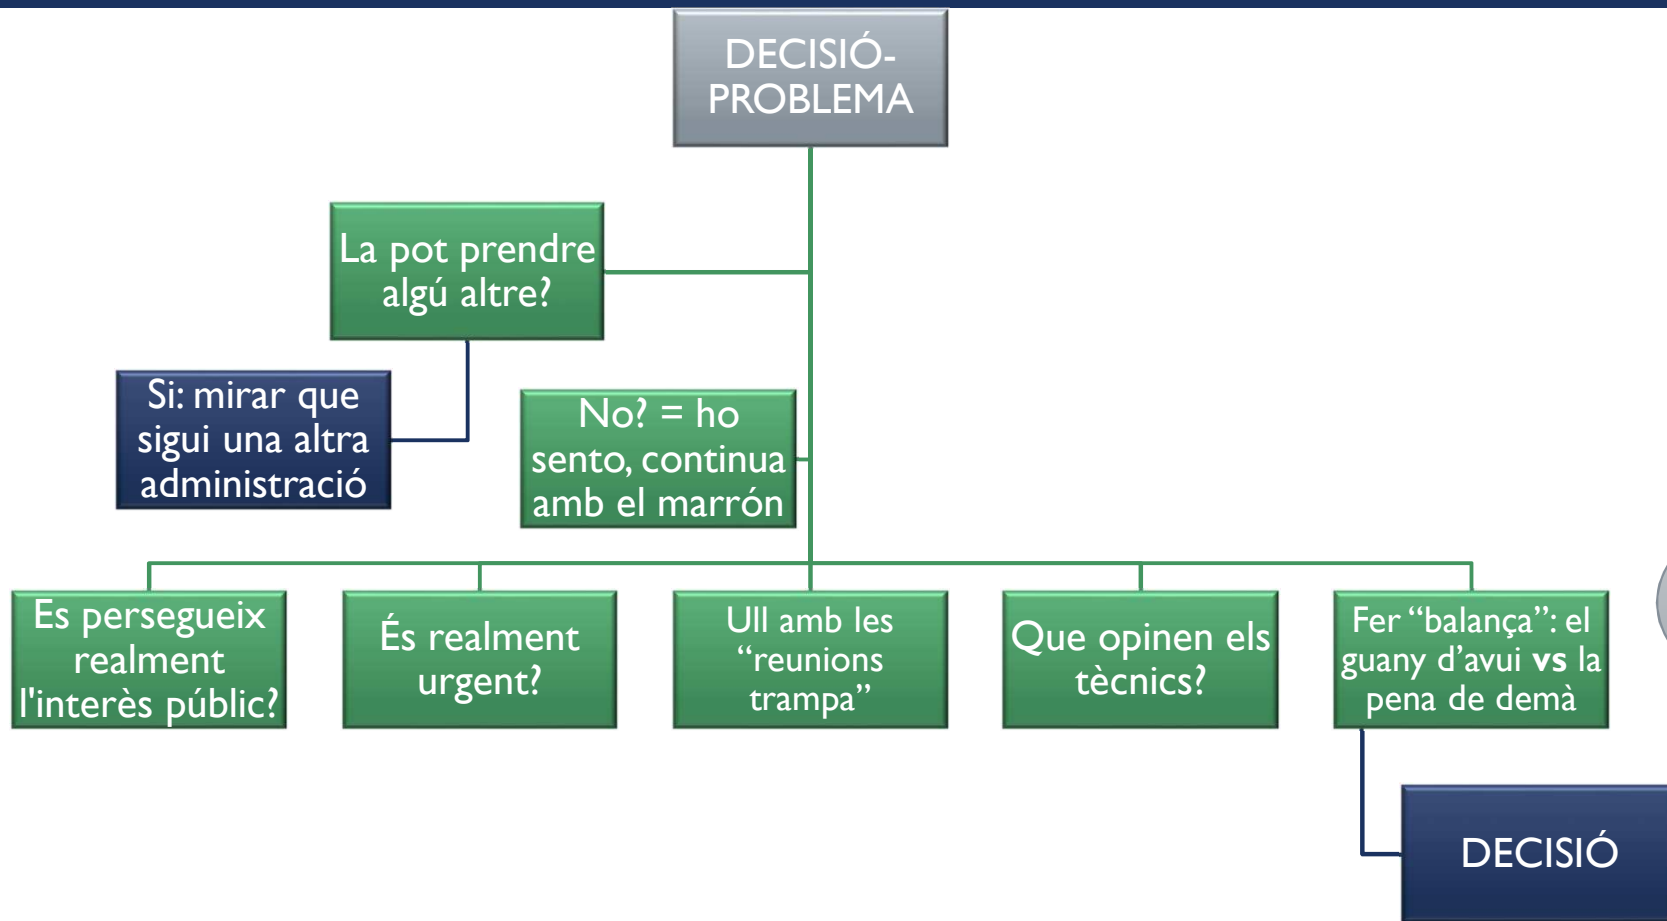 DECISIÓ-
PROBLEMA
La pot prendre
algú altre?
Si: mirar que
sigui una altra
administració
No? = ho
sento, continua
amb el marrón
Es persegueix
realment
l'interès públic?
És realment
urgent?
Ull amb les
“reunions
trampa”
Que opinen els
tècnics?
Fer “balança”: el
guany d’avui vs la
pena de demà
DECISIÓ